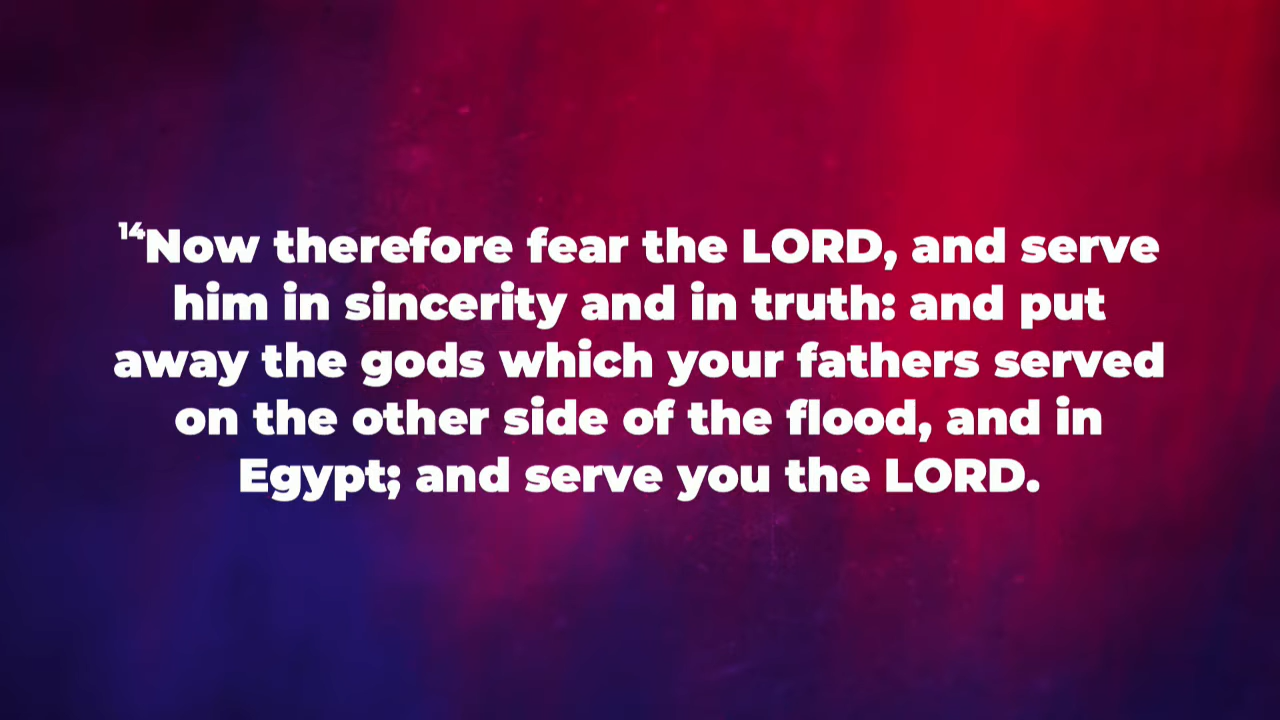 ¹⁴Now therefore fear the LORD, and serve
him in sincerity and in truth: and put
away the gods which your fathers served
on the other side of the flood, and in
Egypt; and serve you the LORD.